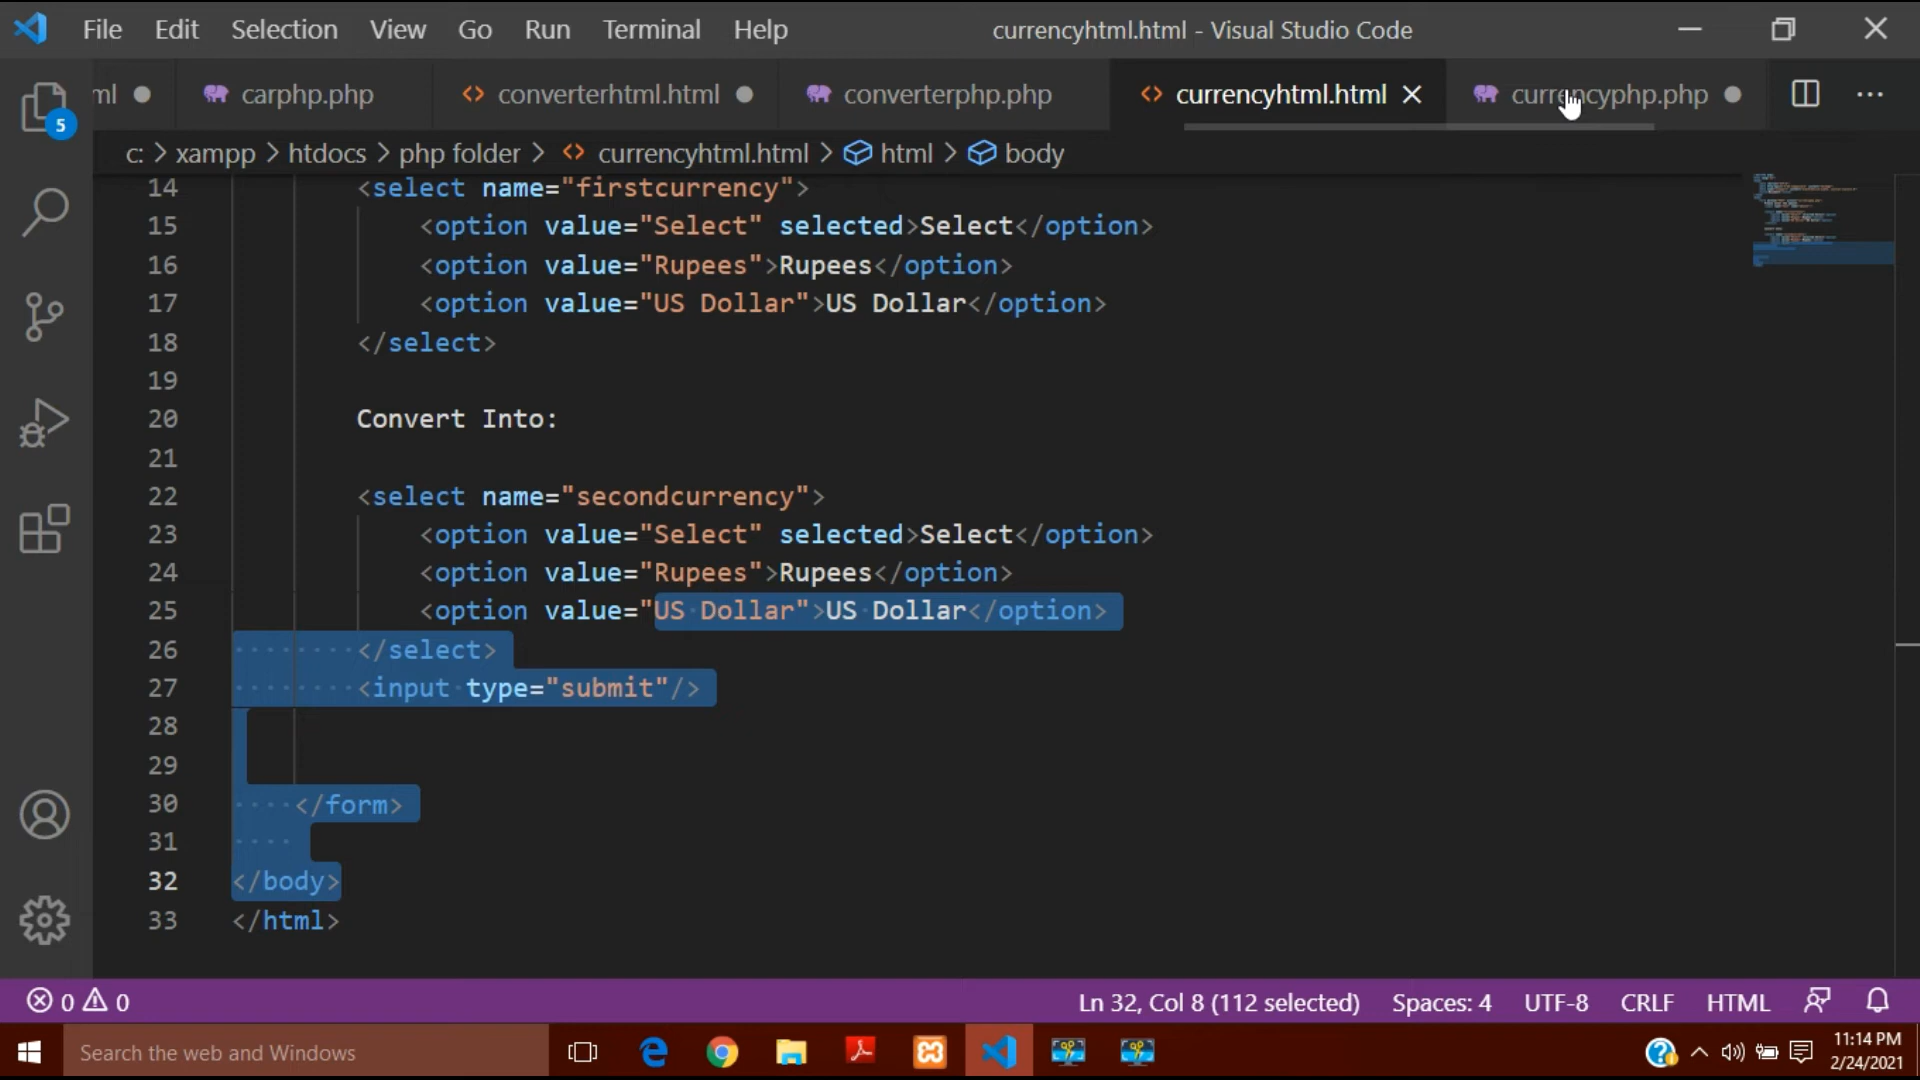 File Edit Selection View Go Run Terminal Help currencyhtml.html - Visual Studio Code
ml carphp.php <> converterhtml.html converterphp.php <> currencyhtml.html currencyphp.php
5
c: > xampp > htdocs > php folder > <> currencyhtml.html > html > body
14 <select name="firstcurrency">
15 <option value="Select" selected>Select</option>
16 <option value="Rupees">Rupees</option>
17 <option value="US Dollar">US Dollar</option>
18 </select>
19
20 Convert Into:
21
22 <select name="secondcurrency">
23 <option value="Select" selected>Select</option>
24 <option value="Rupees">Rupees</option>
25 <option value="US Dollar">US Dollar</option>
26 </select>
27 <input type="submit"/>
28
29
30 </form>
31
32 </body>
33 </html>
0 0 Ln 32, Col 8 (112 selected) Spaces: 4 UTF-8 CRLF HTML
Search the web and Windows
11:14 PM
2/24/2021